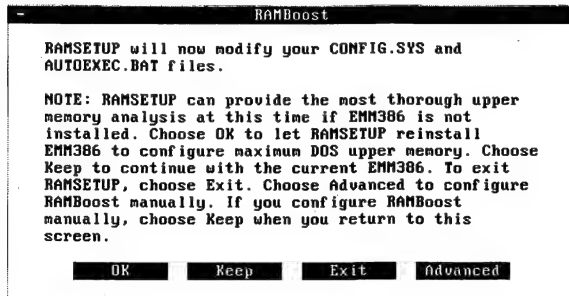 RAMBoost
RAMSETUP will now modify your CONFIG.SYS and
AUTOEXEC.BAT files.
NOTE: RAMSETUP can provide the most thorough upper
memory analysis at this time if EMM386 is not
installed. Choose OK to let RAMSETUP reinstall
EMM386 to configure maximum DOS upper memory. Choose
Keep to continue with the current EMM386. To exit
RAMSETUP, choose Exit. Choose Advanced to configure
RAMBoost manually. If you configure RAMBoost
manually, choose Keep when you return to this
screen.
OK Keep Exit Advanced